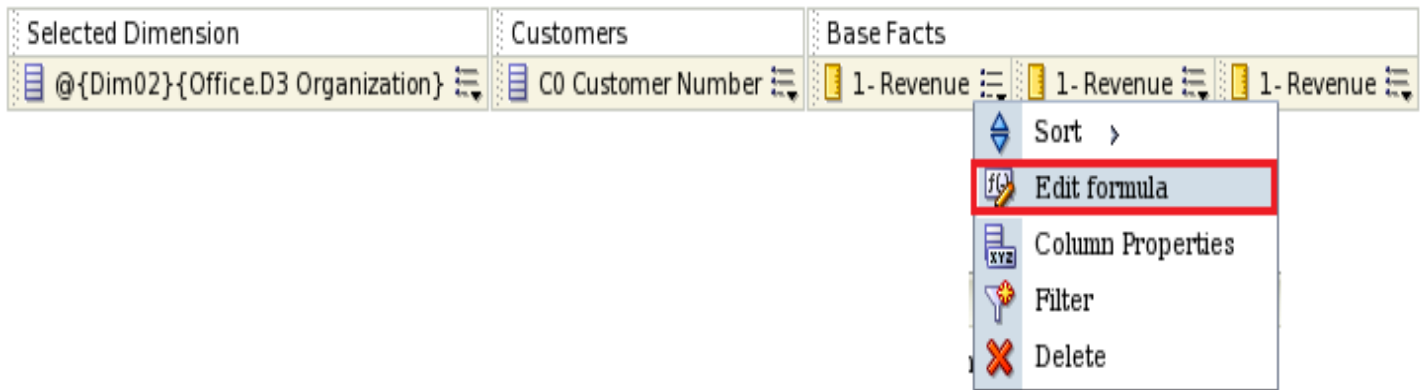 Selected Dimension Customers Base Facts
@{Dim02}{Office.D3 Organization} C0 Customer Number 1- Revenue 1- Revenue 1- Revenue
Sort
f(.) Edit formula
XYZ Column Properties
Filter
Delete